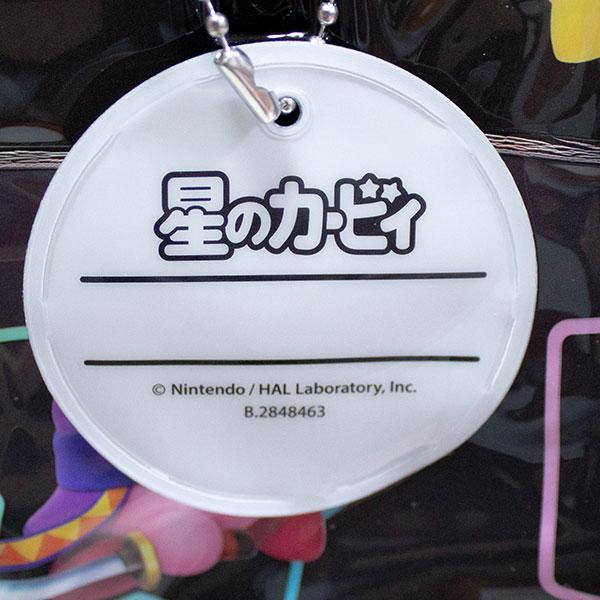 星のカービィ
© Nintendo / HAL Laboratory, Inc.
B.2848463